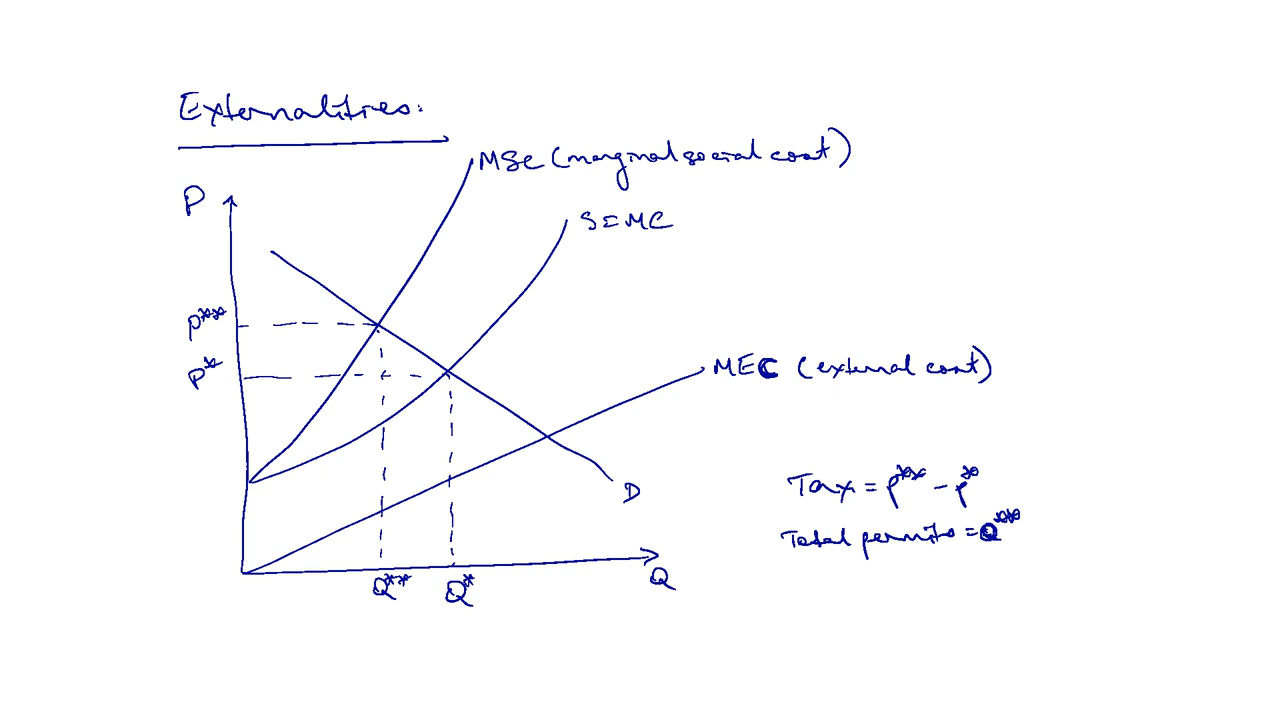 Externalities:
MSC (marginal social cost)
P
S=MC
P**
P*
MEC (external cost)
Tax = P** - P*
D
Total permits = Q**
Q** Q* Q